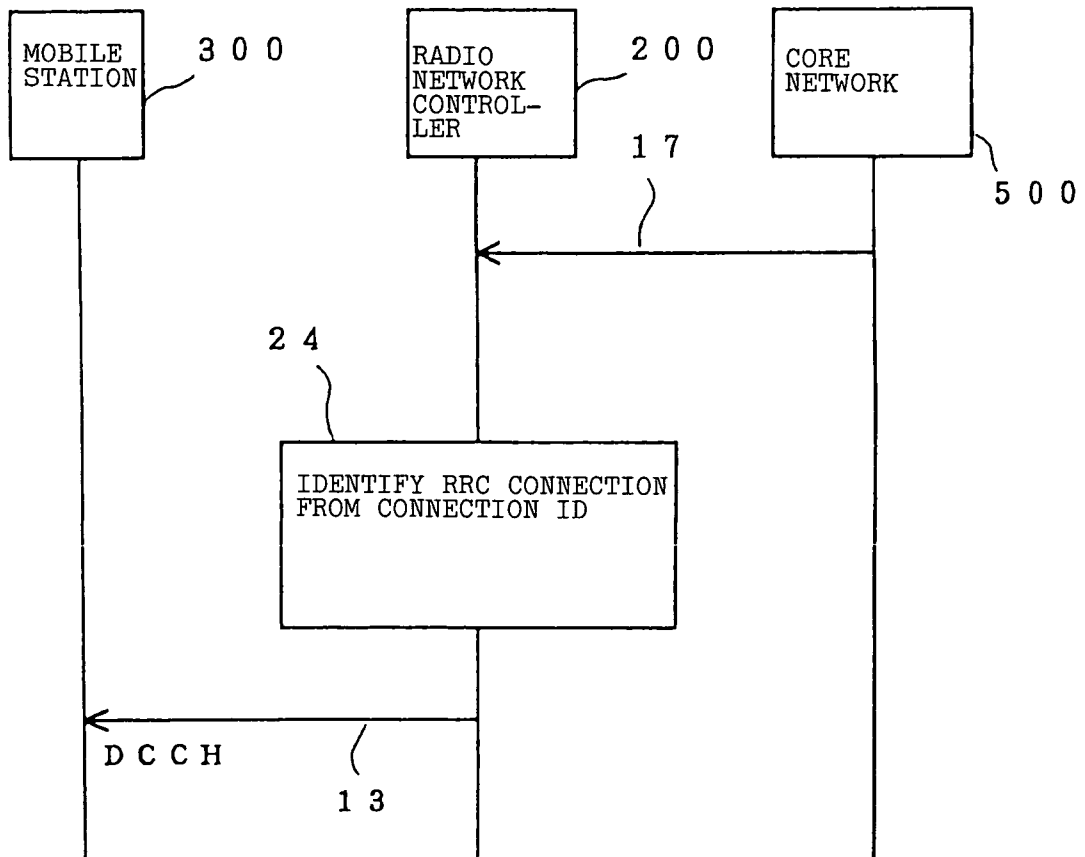 MOBILE
STATION
300
RADIO
NETWORK
CONTROL-
LER
200
CORE
NETWORK
500
17
24
IDENTIFY RRC CONNECTION
FROM CONNECTION ID
DCCH
13